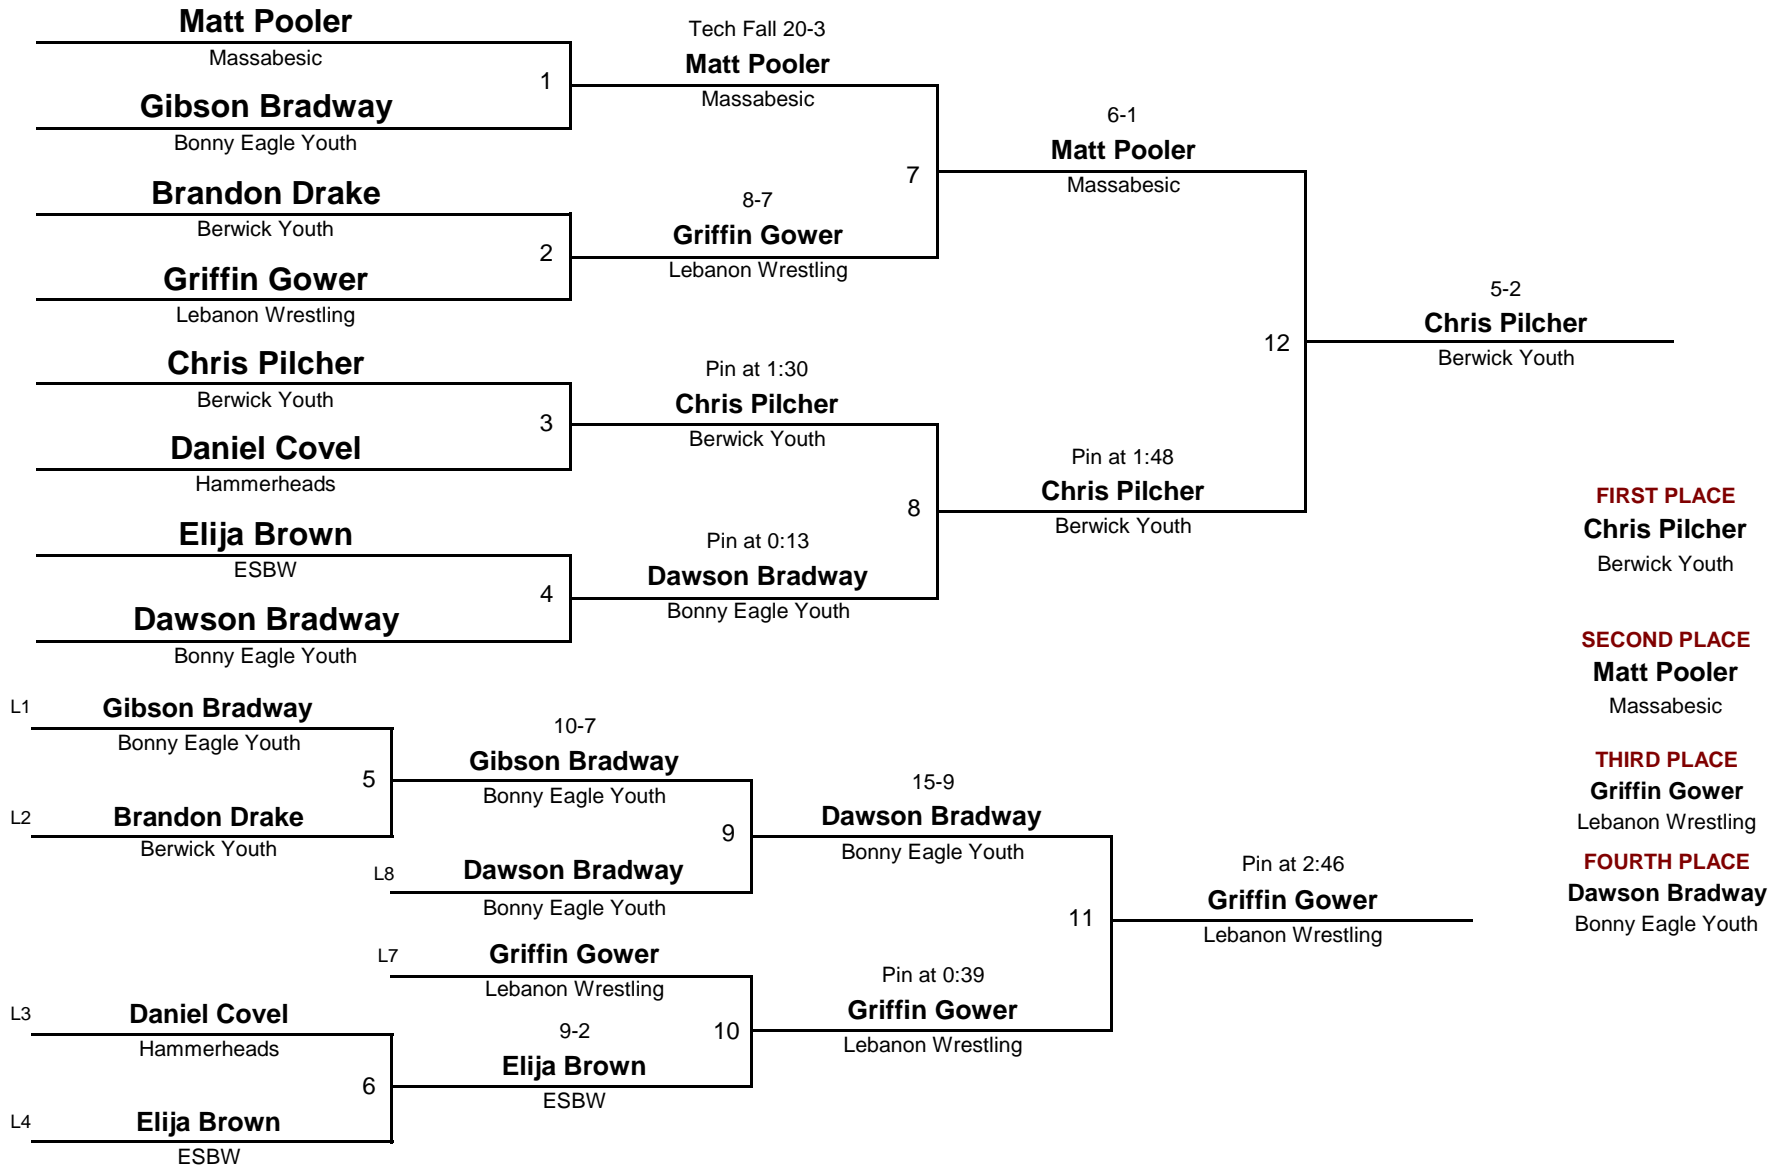 Matt Pooler
Massabesic
1
Gibson Bradway
Bonny Eagle Youth
Brandon Drake
Berwick Youth
2
Griffin Gower
Lebanon Wrestling
Chris Pilcher
Berwick Youth
3
Daniel Covel
Hammerheads
Elija Brown
ESBW
4
Dawson Bradway
Bonny Eagle Youth
Tech Fall 20-3
Matt Pooler
Massabesic
7
8-7
Griffin Gower
Lebanon Wrestling
Pin at 1:30
Chris Pilcher
Berwick Youth
8
Pin at 0:13
Dawson Bradway
Bonny Eagle Youth
6-1
Matt Pooler
Massabesic
12
Pin at 1:48
Chris Pilcher
Berwick Youth
5-2
Chris Pilcher
Berwick Youth
FIRST PLACE
Chris Pilcher
Berwick Youth
SECOND PLACE
Matt Pooler
Massabesic
THIRD PLACE
Griffin Gower
Lebanon Wrestling
FOURTH PLACE
Dawson Bradway
Bonny Eagle Youth
L1 Gibson Bradway
Bonny Eagle Youth
5
L2 Brandon Drake
Berwick Youth
10-7
Gibson Bradway
Bonny Eagle Youth
9
L8 Dawson Bradway
Bonny Eagle Youth
L7 Griffin Gower
Lebanon Wrestling
10
L3 Daniel Covel
Hammerheads
6
L4 Elija Brown
ESBW
9-2
Elija Brown
ESBW
15-9
Dawson Bradway
Bonny Eagle Youth
11
Pin at 0:39
Griffin Gower
Lebanon Wrestling
Pin at 2:46
Griffin Gower
Lebanon Wrestling